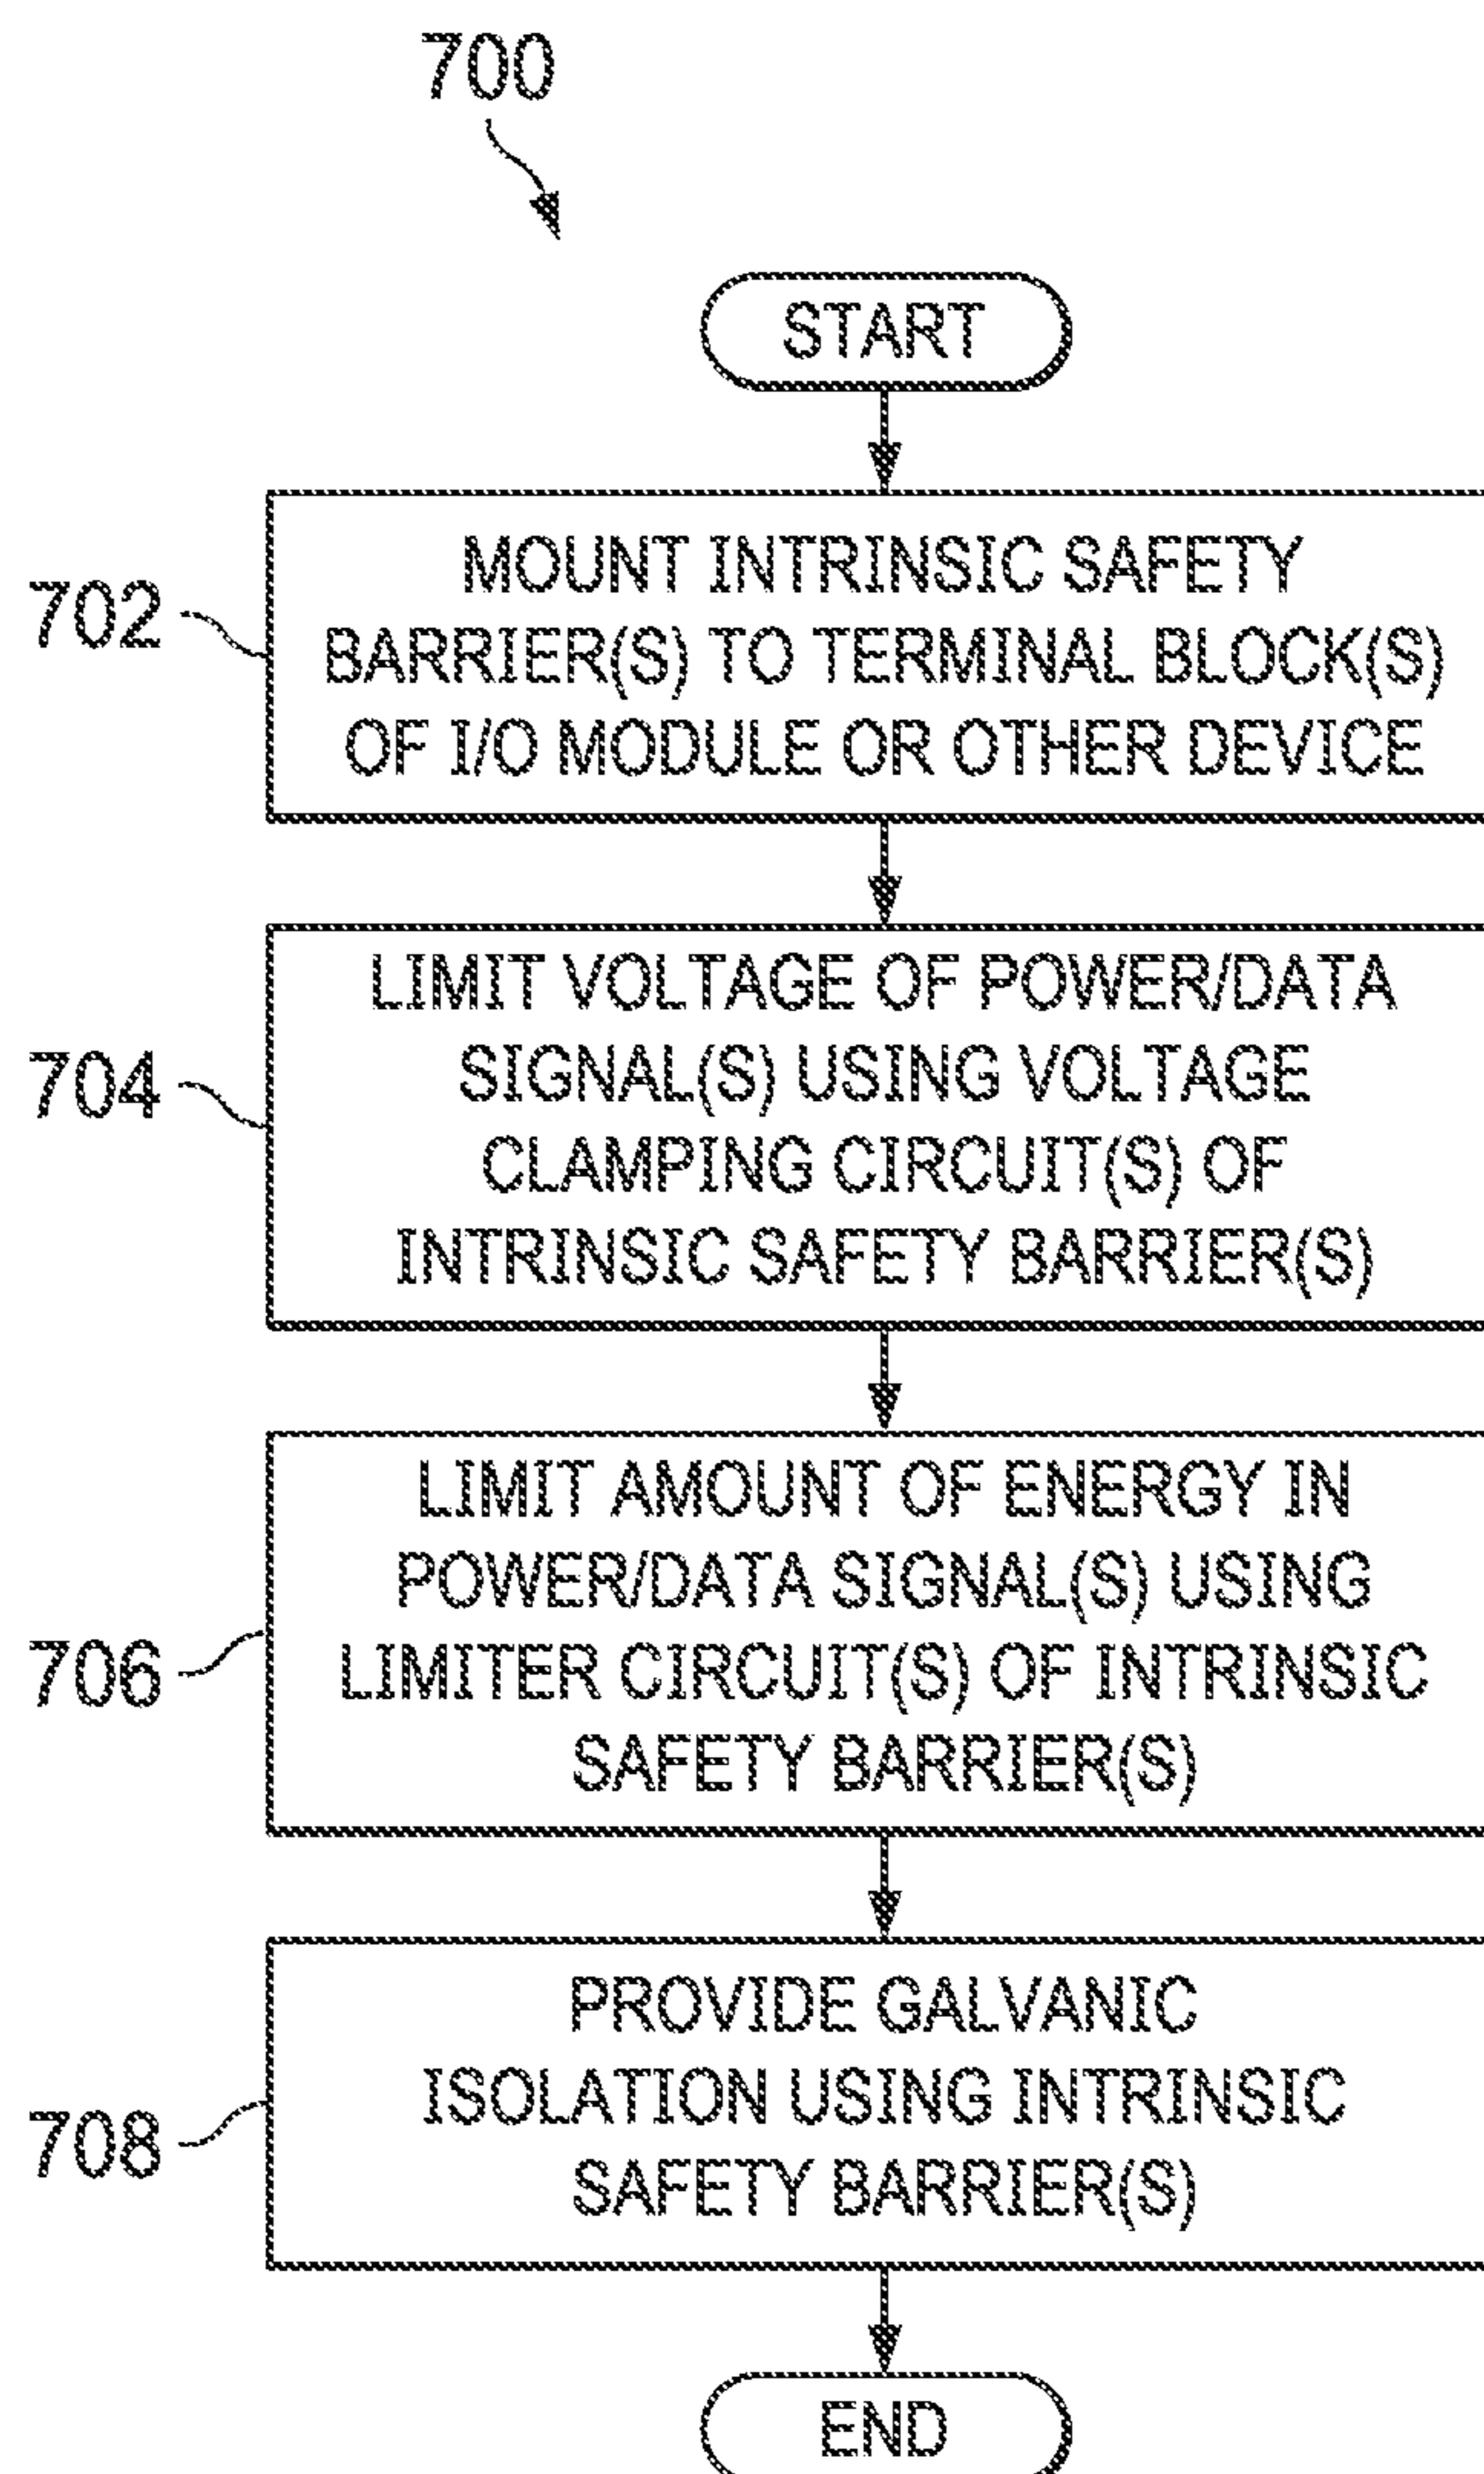 700
START
702
MOUNT INTRINSIC SAFETY
BARRIER(S) TO TERMINAL BLOCK(S)
OF I/O MODULE OR OTHER DEVICE
704
LIMIT VOLTAGE OF POWER/DATA
SIGNAL(S) USING VOLTAGE
CLAMPING CIRCUIT(S) OF
INTRINSIC SAFETY BARRIER(S)
706
LIMIT AMOUNT OF ENERGY IN
POWER/DATA SIGNAL(S) USING
LIMITER CIRCUIT(S) OF INTRINSIC
SAFETY BARRIER(S)
708
PROVIDE GALVANIC
ISOLATION USING INTRINSIC
SAFETY BARRIER(S)
END